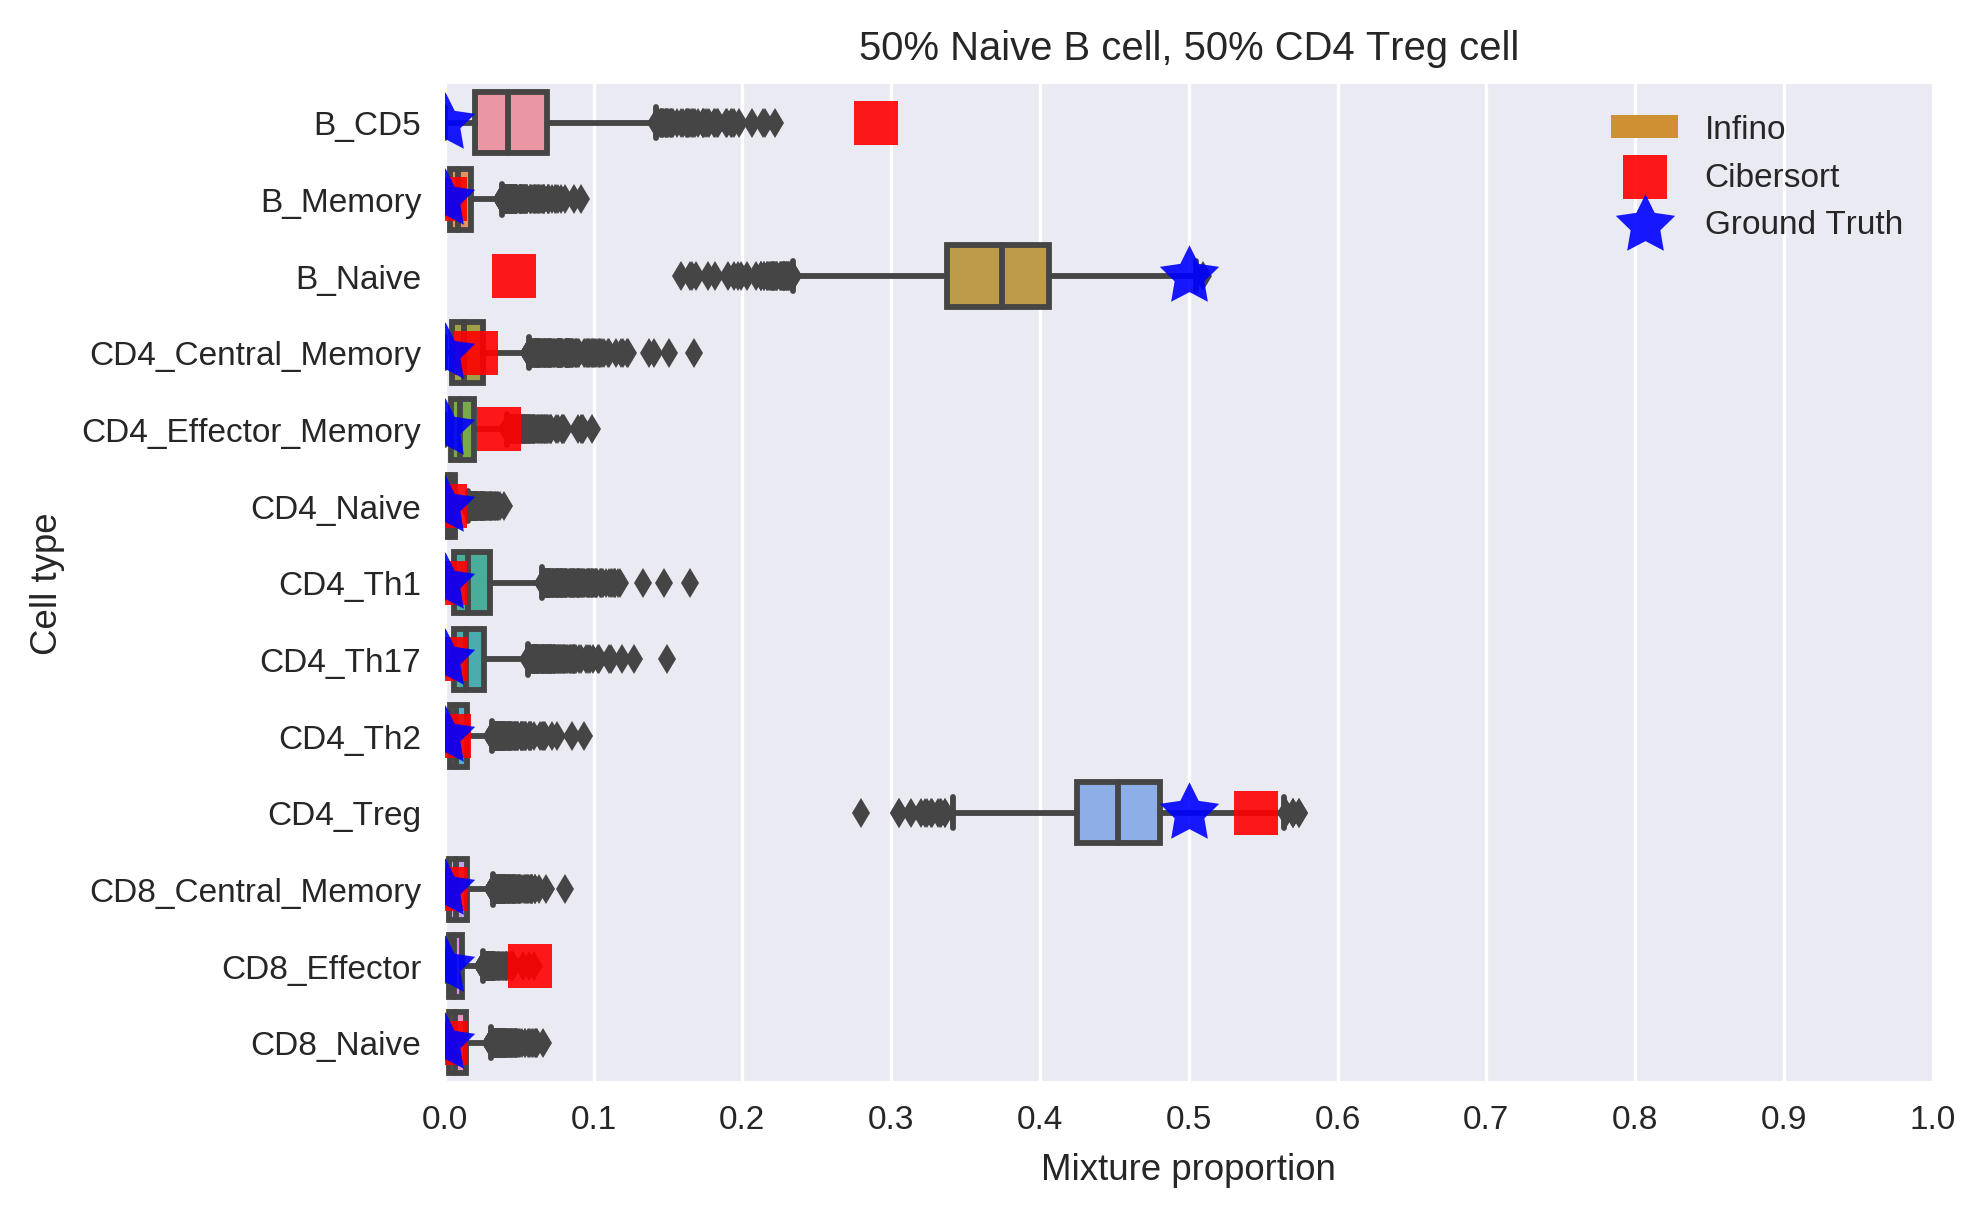 50% Naive B cell, 50% CD4 Treg cell
B_CD5
B_Memory
B_Naive
CD4_Central_Memory
CD4_Effector_Memory
CD4_Naive
CD4_Th1
CD4_Th17
CD4_Th2
CD4_Treg
CD8_Central_Memory
CD8_Effector
CD8_Naive
Cell type
Infino
Cibersort
Ground Truth
0.0 0.1 0.2 0.3 0.4 0.5 0.6 0.7 0.8 0.9 1.0
Mixture proportion